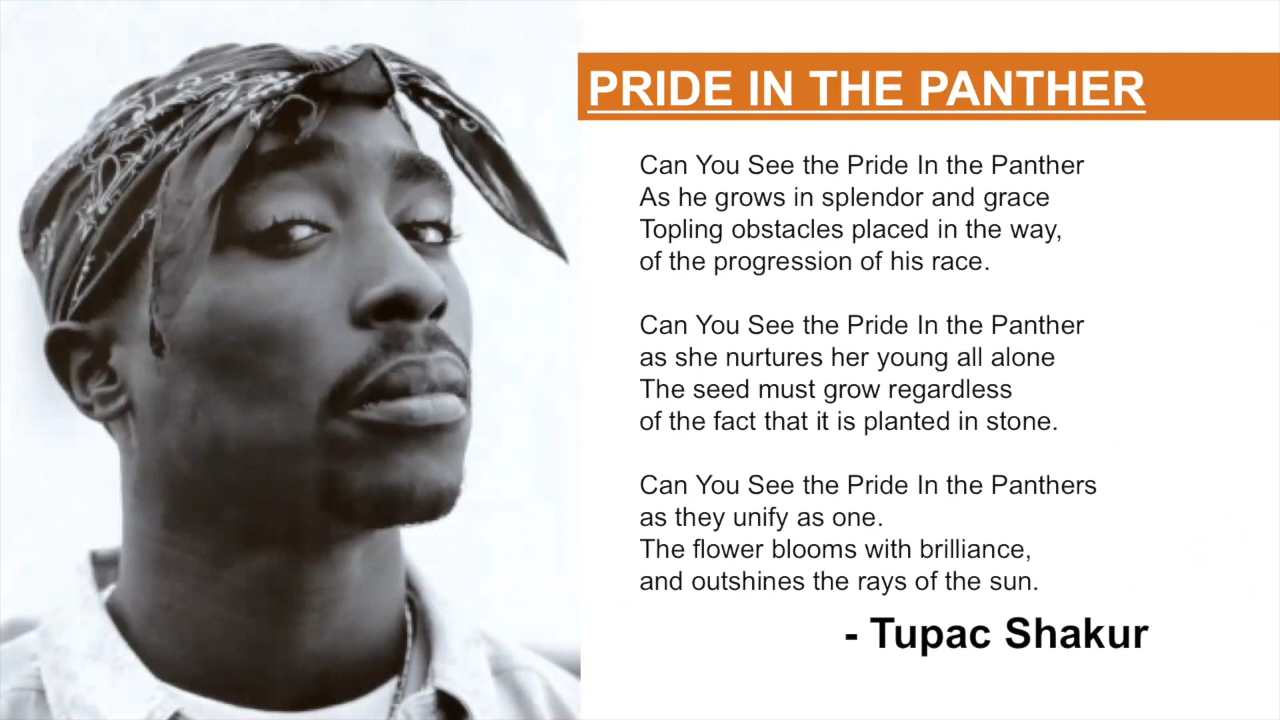 PRIDE IN THE PANTHER
Can You See the Pride In the Panther
As he grows in splendor and grace
Topling obstacles placed in the way,
of the progression of his race.
Can You See the Pride In the Panther
as she nurtures her young all alone
The seed must grow regardless
of the fact that it is planted in stone.
Can You See the Pride In the Panthers
as they unify as one.
The flower blooms with brilliance,
and outshines the rays of the sun.
- Tupac Shakur